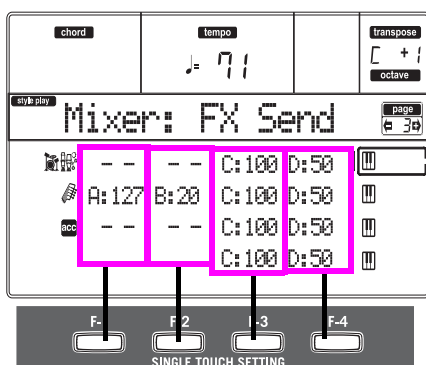 chord tempo transpose
♩= 71 C +1
octave
style play
Mixer: FX Send page
3
-- -- C:100 D:50
A:127 B:20 C:100 D:50
acc -- -- C:100 D:50
C:100 D:50
F- F-2 -3 F-4
SINGLE TOUCH SETTING